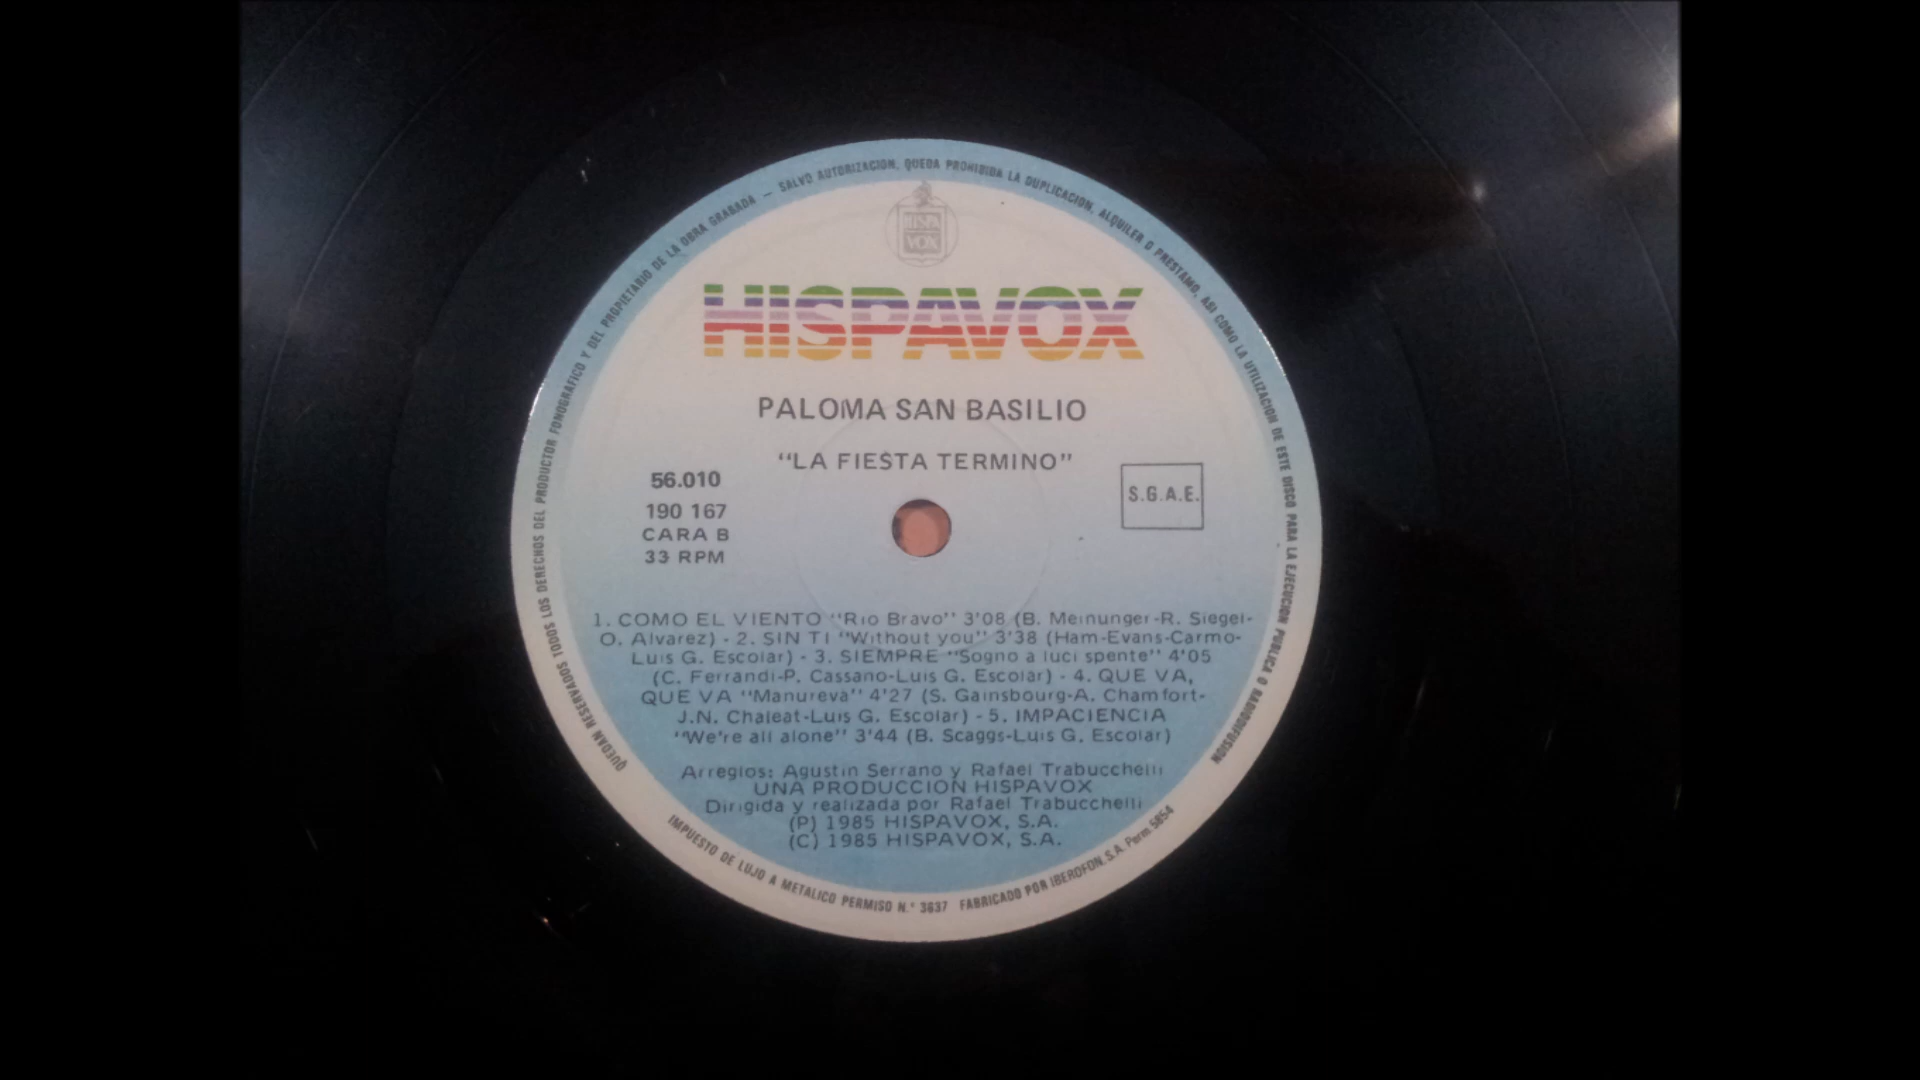 QUEDAN RESERVADOS TODOS LOS DERECHOS DEL PRODUCTOR FONOGRAFICO Y DEL PROPIETARIO DE LA OBRA GRABADA — SALVO AUTORIZACION, QUEDA PROHIBIDA LA DUPLICACION, ALQUILER O PRESTAMO, ASI COMO LA UTILIZACION DE ESTE DISCO PARA LA EJECUCION PUBLICA O RADIODIFUSION
HISPA
VOX
HISPAVOX
PALOMA SAN BASILIO
"LA FIESTA TERMINO"
56.010
190 167
CARA B
33 RPM
S.G.A.E.
1. COMO EL VIENTO "Rio Bravo" 3'08 (B. Meinunger-R. Siegel-
O. Alvarez) - 2. SIN TI "Without you" 3'38 (Ham-Evans-Carmo-
Luis G. Escolar) - 3. SIEMPRE "Sogno a luci spente" 4'05
(C. Ferrandi-P. Cassano-Luis G. Escolar) - 4. QUE VA,
QUE VA "Manureva" 4'27 (S. Gainsbourg-A. Chamfort-
J.N. Chaleat-Luis G. Escolar) - 5. IMPACIENCIA
"We're all alone" 3'44 (B. Scaggs-Luis G. Escolar)
Arreglos: Agustin Serrano y Rafael Trabucchelli
UNA PRODUCCION HISPAVOX
Dirigida y realizada por Rafael Trabucchelli
(P) 1985 HISPAVOX, S.A.
(C) 1985 HISPAVOX, S.A.
IMPUESTO DE LUJO A METALICO PERMISO N.º 3637 FABRICADO POR IBEROFON, S.A. Perm. 5854